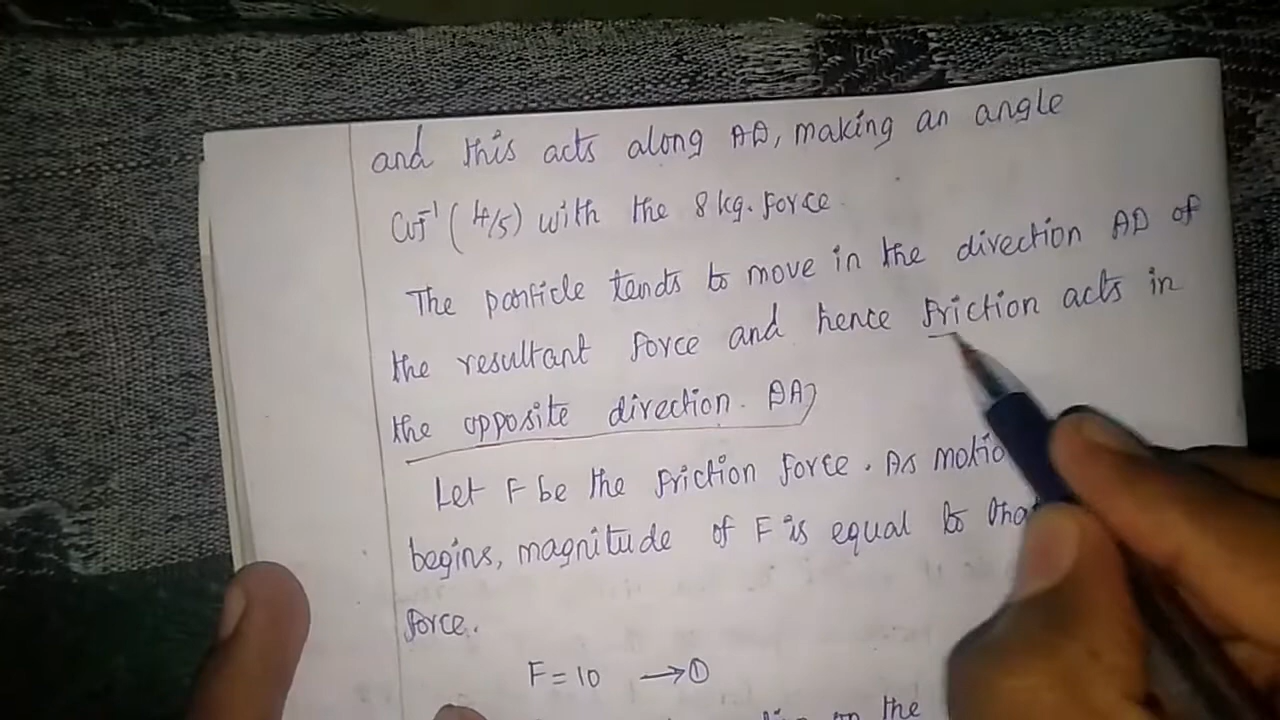 and this acts along AD, making an angle
Cos⁻¹(4/5) with the 8 kg. force.
The particle tends to move in the direction AD of
the resultant force and hence friction acts in
the opposite direction. DA
Let F be the friction force. As
begins, magnitude of F is equal to
force.
F = 10 → ①
on the